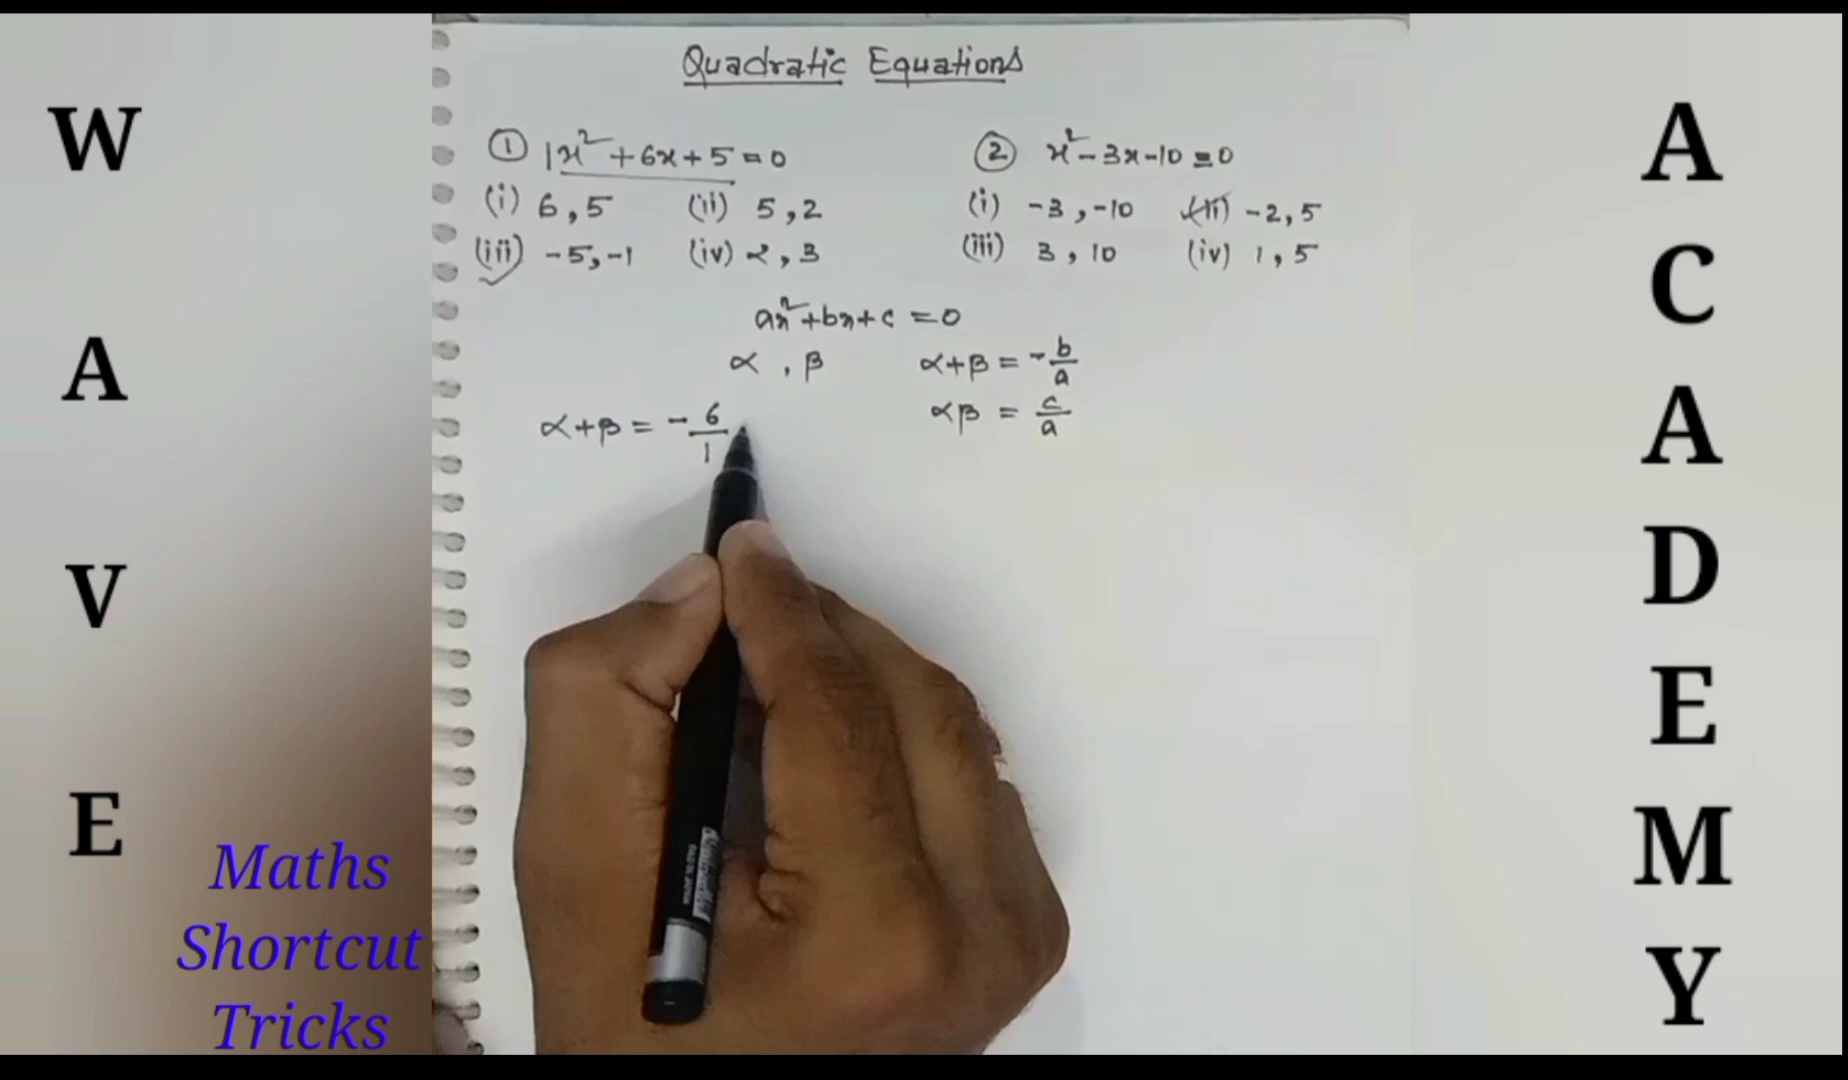 WAVE
Maths
Shortcut
Tricks
Quadratic Equations
① 1x² + 6x + 5 = 0
(i) 6, 5 (ii) 5, 2
(iii) -5, -1 (iv) 2, 3
② x² - 3x - 10 = 0
(i) -3, -10 (ii) -2, 5
(iii) 3, 10 (iv) 1, 5
ax² + bx + c = 0
α , β
α + β = - b/a
αβ = c/a
α + β = - 6/1
ACADEMY